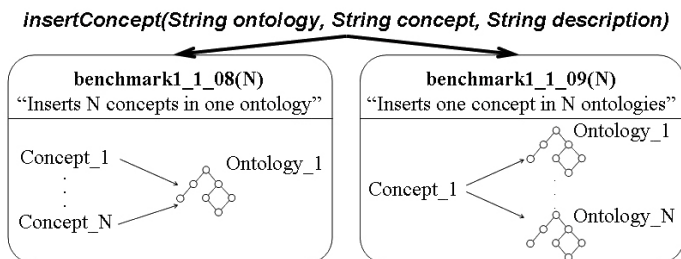 insertConcept(String ontology, String concept, String description)
benchmark1_1_08(N)
“Inserts N concepts in one ontology”
Concept_1
Ontology_1
Concept_N
benchmark1_1_09(N)
“Inserts one concept in N ontologies”
Ontology_1
Concept_1
Ontology_N